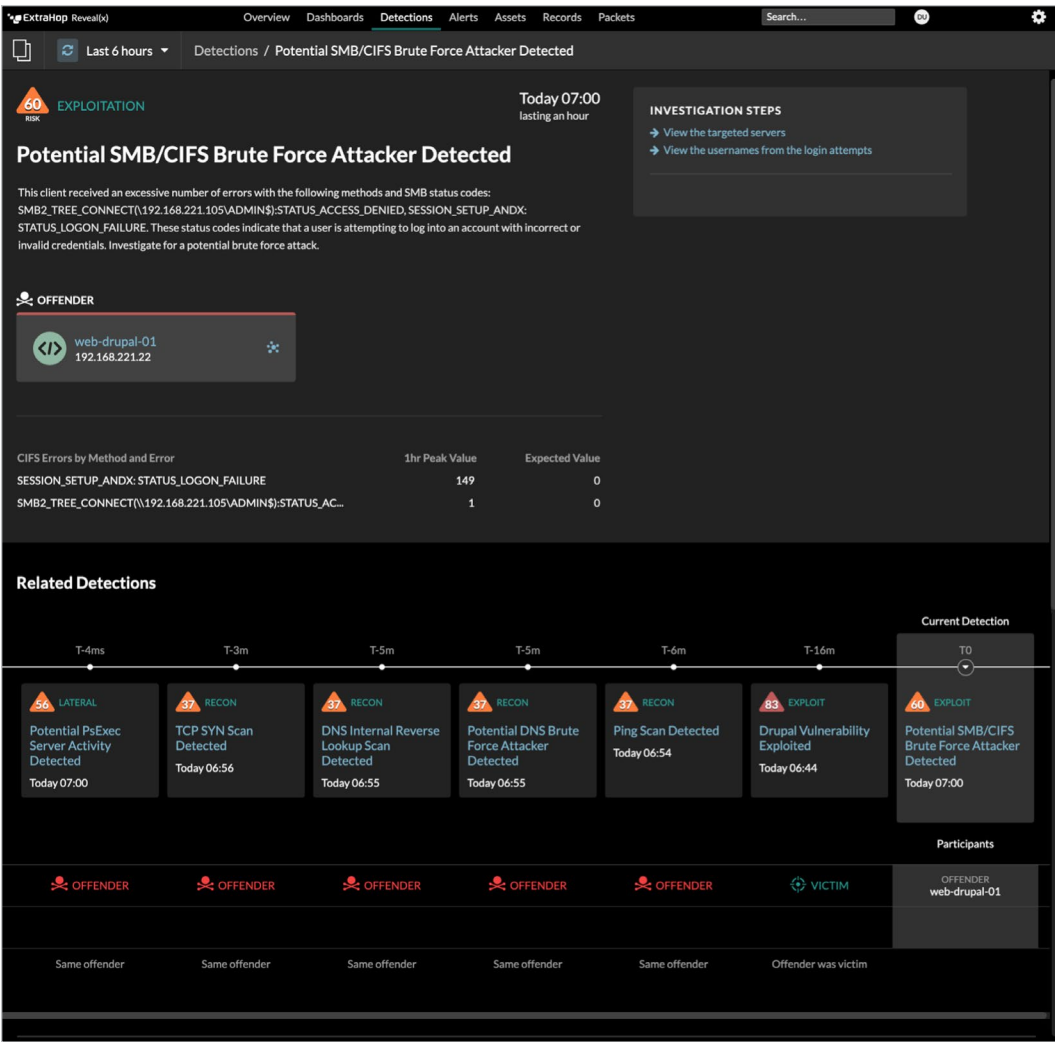 ExtraHop Reveal(x)
Overview Dashboards Detections Alerts Assets Records Packets
Search...
DU
Last 6 hours
Detections / Potential SMB/CIFS Brute Force Attacker Detected
60
RISK
EXPLOITATION
Today 07:00
lasting an hour
Potential SMB/CIFS Brute Force Attacker Detected
This client received an excessive number of errors with the following methods and SMB status codes:
SMB2_TREE_CONNECT(\192.168.221.105\ADMIN$):STATUS_ACCESS_DENIED, SESSION_SETUP_ANDX:
STATUS_LOGON_FAILURE. These status codes indicate that a user is attempting to log into an account with incorrect or
invalid credentials. Investigate for a potential brute force attack.
INVESTIGATION STEPS
View the targeted servers
View the usernames from the login attempts
OFFENDER
</>
web-drupal-01
192.168.221.22
CIFS Errors by Method and Error 1hr Peak Value Expected Value
SESSION_SETUP_ANDX: STATUS_LOGON_FAILURE 149 0
SMB2_TREE_CONNECT(\\192.168.221.105\ADMIN$):STATUS_AC... 1 0
Related Detections
Current Detection
T-4ms T-3m T-5m T-5m T-6m T-16m T0
56 LATERAL
Potential PsExec
Server Activity
Detected
Today 07:00
37 RECON
TCP SYN Scan
Detected
Today 06:56
37 RECON
DNS Internal Reverse
Lookup Scan
Detected
Today 06:55
37 RECON
Potential DNS Brute
Force Attacker
Detected
Today 06:55
37 RECON
Ping Scan Detected
Today 06:54
83 EXPLOIT
Drupal Vulnerability
Exploited
Today 06:44
60 EXPLOIT
Potential SMB/CIFS
Brute Force Attacker
Detected
Today 07:00
Participants
OFFENDER OFFENDER OFFENDER OFFENDER OFFENDER VICTIM
OFFENDER
web-drupal-01
Same offender Same offender Same offender Same offender Same offender Offender was victim